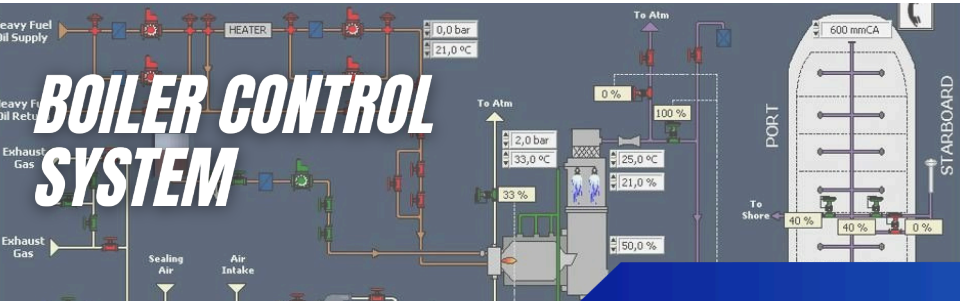 To Atm
600 mmCA
eavy Fuel
Oil Supply
HEATER
0,0 bar
21,0 ºC
BOILER CONTROL
SYSTEM
0 %
100 %
To Atm
eavy Fu
Oil Retu
2,0 bar
33,0 ºC
25,0 ºC
21,0 %
PORT
STARBOARD
Exhaust
Gas
33 %
To
Shore
40 %
40 %
0 %
Exhaust
Gas
50,0 %
Sealing
Air
Air
Intake